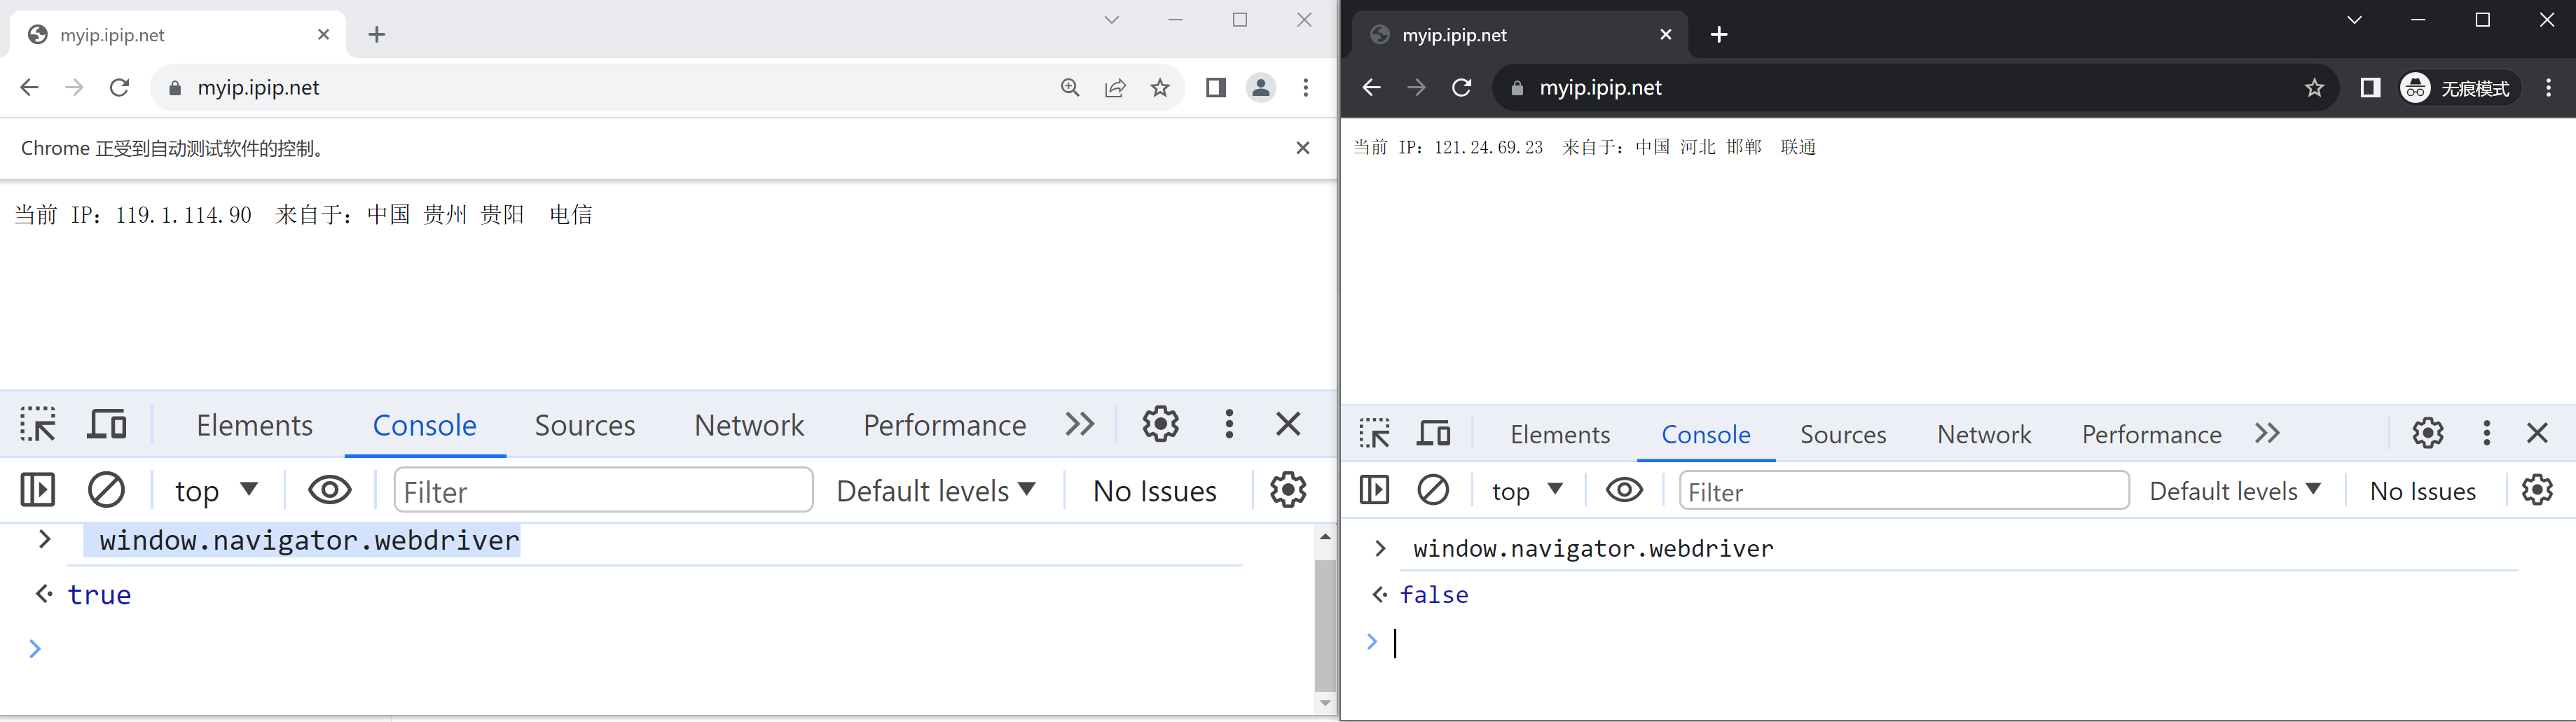 myip.ipip.net
myip.ipip.net
Chrome 正受到自动测试软件的控制。
当前 IP：119.1.114.90 来自于：中国 贵州 贵阳 电信
Elements Console Sources Network Performance
top Filter Default levels No Issues
window.navigator.webdriver
true
myip.ipip.net
myip.ipip.net 无痕模式
当前 IP：121.24.69.23 来自于：中国 河北 邯郸 联通
Elements Console Sources Network Performance
top Filter Default levels No Issues
window.navigator.webdriver
false